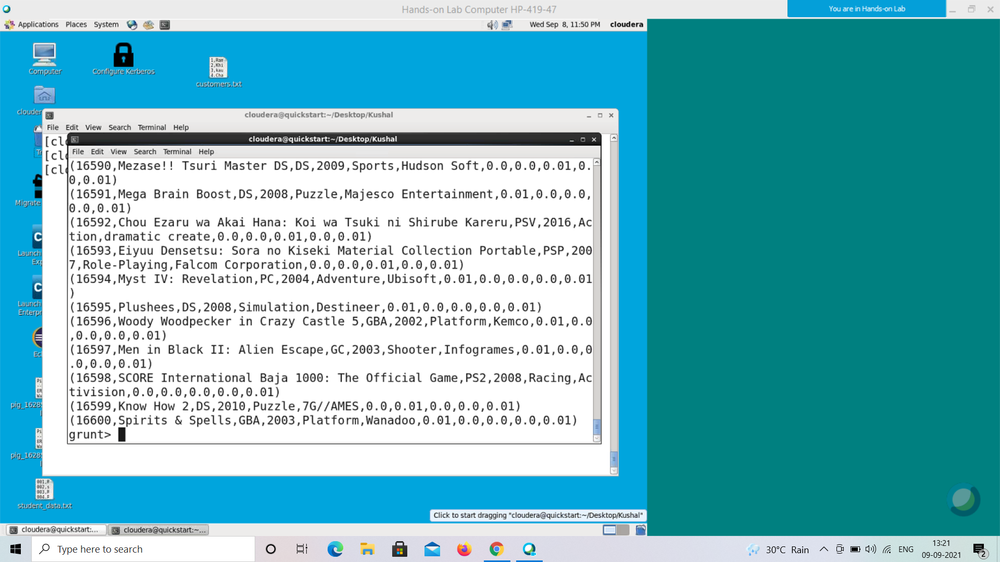 Hands-on Lab Computer HP-419-47
You are in Hands-on Lab
Applications Places System
Wed Sep 8, 11:50 PM cloudera
Computer
Configure Kerberos
1,Ram
2,Khi
3,kau
4.Cha
customers.txt
cloudera@quickstart:~/Desktop/Kushal
File Edit View Search Terminal Help
[clo
[clo
[clo
cloudera@quickstart:~/Desktop/Kushal
File Edit View Search Terminal Help
(16590,Mezase!! Tsuri Master DS,DS,2009,Sports,Hudson Soft,0.0,0.0,0.01,0.
0,0.01)
(16591,Mega Brain Boost,DS,2008,Puzzle,Majesco Entertainment,0.01,0.0,0.0,
0.0,0.01)
(16592,Chou Ezaru wa Akai Hana: Koi wa Tsuki ni Shirube Kareru,PSV,2016,Ac
tion,dramatic create,0.0,0.0,0.01,0.0,0.01)
(16593,Eiyuu Densetsu: Sora no Kiseki Material Collection Portable,PSP,200
7,Role-Playing,Falcom Corporation,0.0,0.0,0.01,0.0,0.01)
(16594,Myst IV: Revelation,PC,2004,Adventure,Ubisoft,0.01,0.0,0.0,0.0,0.01
)
(16595,Plushees,DS,2008,Simulation,Destineer,0.01,0.0,0.0,0.0,0.01)
(16596,Woody Woodpecker in Crazy Castle 5,GBA,2002,Platform,Kemco,0.01,0.0
,0.0,0.0,0.01)
(16597,Men in Black II: Alien Escape,GC,2003,Shooter,Infogrames,0.01,0.0,0
.0,0.0,0.01)
(16598,SCORE International Baja 1000: The Official Game,PS2,2008,Racing,Ac
tivision,0.0,0.0,0.0,0.0,0.01)
(16599,Know How 2,DS,2010,Puzzle,7G//AMES,0.0,0.01,0.0,0.0,0.01)
(16600,Spirits & Spells,GBA,2003,Platform,Wanadoo,0.01,0.0,0.0,0.0,0.01)
grunt>
clouder
Migrate
Launch
Exp
Launch
Enterpr
Ec
pig_1628
pig_1628
student_data.txt
Click to start dragging "cloudera@quickstart:~/Desktop/Kushal"
cloudera@quickstart:...
cloudera@quickstart:~...
Type here to search
30°C Rain
ENG
13:21
09-09-2021
2